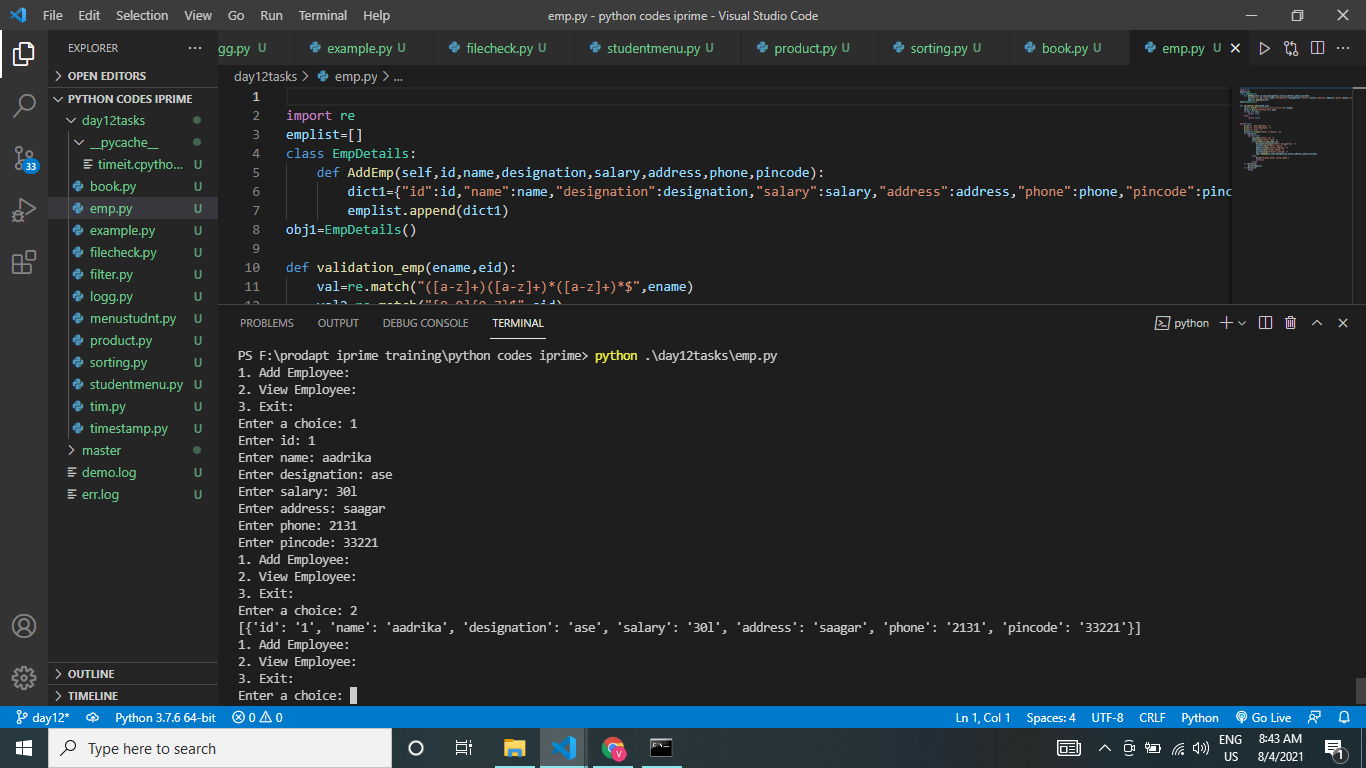 File Edit Selection View Go Run Terminal Help
emp.py - python codes iprime - Visual Studio Code
EXPLORER
OPEN EDITORS
PYTHON CODES IPRIME
day12tasks
__pycache__
timeit.cpytho... U
book.py U
emp.py U
example.py U
filecheck.py U
filter.py U
logg.py U
menustudnt.py U
product.py U
sorting.py U
studentmenu.py U
tim.py U
timestamp.py U
master
demo.log U
err.log U
OUTLINE
TIMELINE
33
gg.py U example.py U filecheck.py U studentmenu.py U product.py U sorting.py U book.py U emp.py U
day12tasks > emp.py > ...
1
2 import re
3 emplist=[]
4 class EmpDetails:
5 def AddEmp(self,id,name,designation,salary,address,phone,pincode):
6 dict1={"id":id,"name":name,"designation":designation,"salary":salary,"address":address,"phone":phone,"pincode":pinc
7 emplist.append(dict1)
8 obj1=EmpDetails()
9
10 def validation_emp(ename,eid):
11 val=re.match("([a-z]+)([a-z]+)*([a-z]+)*$",ename)
PROBLEMS OUTPUT DEBUG CONSOLE TERMINAL
python
PS F:\prodapt iprime training\python codes iprime> python .\day12tasks\emp.py
1. Add Employee:
2. View Employee:
3. Exit:
Enter a choice: 1
Enter id: 1
Enter name: aadrika
Enter designation: ase
Enter salary: 30l
Enter address: saagar
Enter phone: 2131
Enter pincode: 33221
1. Add Employee:
2. View Employee:
3. Exit:
Enter a choice: 2
[{'id': '1', 'name': 'aadrika', 'designation': 'ase', 'salary': '30l', 'address': 'saagar', 'phone': '2131', 'pincode': '33221'}]
1. Add Employee:
2. View Employee:
3. Exit:
Enter a choice:
day12* Python 3.7.6 64-bit 0 0 Ln 1, Col 1 Spaces: 4 UTF-8 CRLF Python Go Live
Type here to search
V
ENG
US
8:43 AM
8/4/2021
1